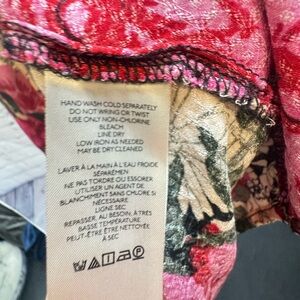 HAND WASH COLD SEPARATELY
DO NOT WRING OR TWIST
USE ONLY NON-CHLORINE
BLEACH
LINE DRY
LOW IRON AS NEEDED
MAY BE DRY CLEANED
LAVER À LA MAIN À L'EAU FROIDE
SÉPARÉMENT
NE PAS TORDRE OU ESSORER
UTILISER UN AGENT DE
BLANCHIMENT SANS CHLORE SI
NÉCESSAIRE
LIGNE SEC
REPASSER, AU BESOIN, À TRÈS
BASSE TEMPÉRATURE
PEUT-ÊTRE ÊTRE NETTOYÉE
À SEC